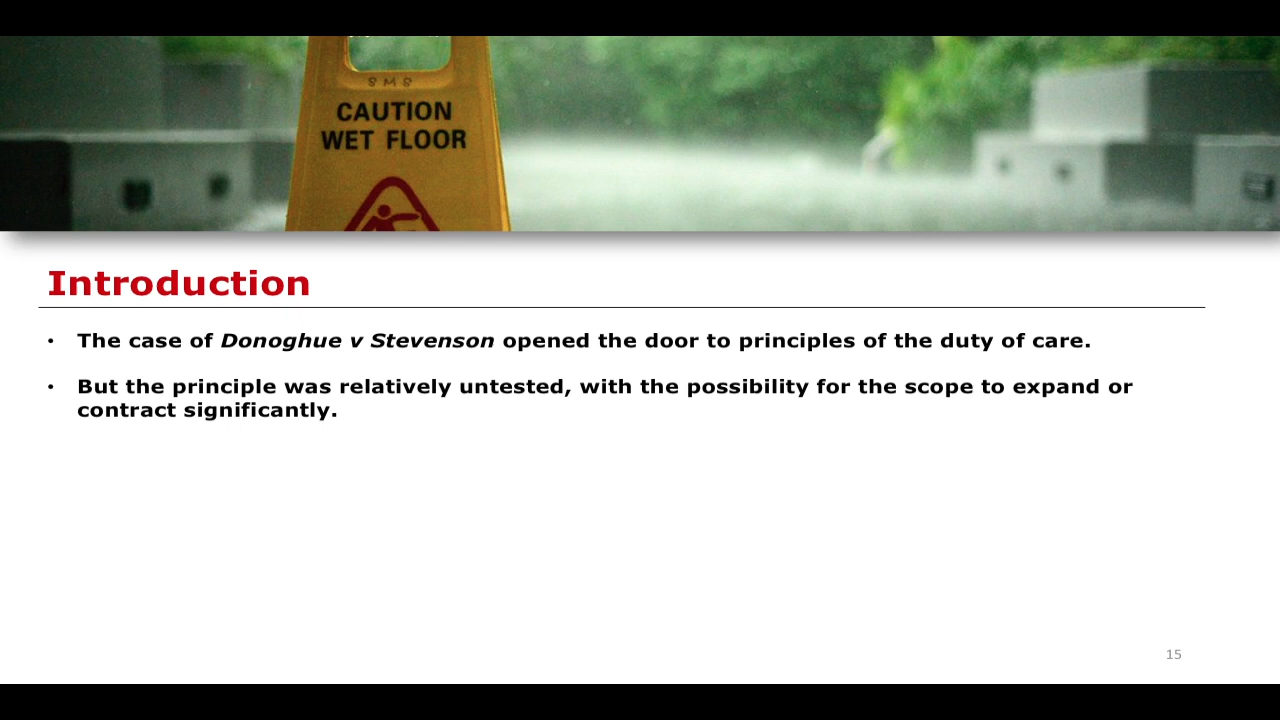 SMS
CAUTION
WET FLOOR
Introduction
• The case of Donoghue v Stevenson opened the door to principles of the duty of care.
• But the principle was relatively untested, with the possibility for the scope to expand or
contract significantly.
15